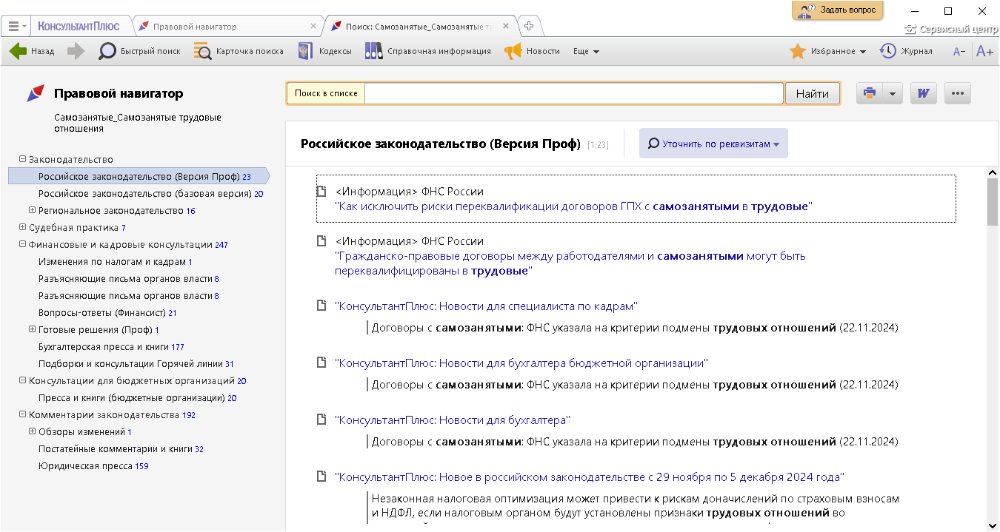 Задать вопрос
КонсультантПлюс
Правовой навигатор
Поиск: Самозанятые_Самозанятые тр
Сервисный центр
Назад
Быстрый поиск
Карточка поиска
Кодексы
Справочная информация
Новости
Еще
Избранное
Журнал
A−
A+
Правовой навигатор
Самозанятые_Самозанятые трудовые
отношения
Поиск в списке
Найти
W
Законодательство
Российское законодательство (Версия Проф) 23
Российское законодательство (базовая версия) 20
Региональное законодательство 16
Судебная практика 7
Финансовые и кадровые консультации 247
Изменения по налогам и кадрам 1
Разъясняющие письма органов власти 8
Разъясняющие письма органов власти 8
Вопросы-ответы (Финансист) 21
Готовые решения (Проф) 1
Бухгалтерская пресса и книги 177
Подборки и консультации Горячей линии 31
Консультации для бюджетных организаций 20
Пресса и книги (бюджетные организации) 20
Комментарии законодательства 192
Обзоры изменений 1
Постатейные комментарии и книги 32
Юридическая пресса 159
Российское законодательство (Версия Проф) [1:23]
Уточнить по реквизитам
<Информация> ФНС России
"Как исключить риски переквалификации договоров ГПХ с самозанятыми в трудовые"
<Информация> ФНС России
"Гражданско-правовые договоры между работодателями и самозанятыми могут быть
переквалифицированы в трудовые"
"КонсультантПлюс: Новости для специалиста по кадрам"
Договоры с самозанятыми: ФНС указала на критерии подмены трудовых отношений (22.11.2024)
"КонсультантПлюс: Новости для бухгалтера бюджетной организации"
Договоры с самозанятыми: ФНС указала на критерии подмены трудовых отношений (22.11.2024)
"КонсультантПлюс: Новости для бухгалтера"
Договоры с самозанятыми: ФНС указала на критерии подмены трудовых отношений (22.11.2024)
"КонсультантПлюс: Новое в российском законодательстве с 29 ноября по 5 декабря 2024 года"
Незаконная налоговая оптимизация может привести к рискам доначислений по страховым взносам
и НДФЛ, если налоговым органом будут установлены признаки трудовых отношений во